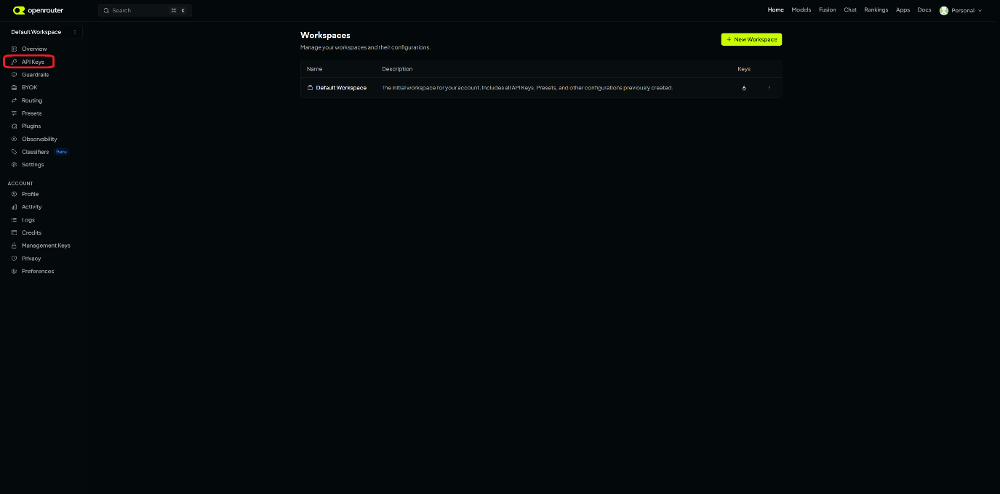 openrouter
Search ⌘ K
Home Models Fusion Chat Rankings Apps Docs Personal
Default Workspace
Overview
API Keys
Guardrails
BYOK
Routing
Presets
Plugins
Observability
Classifiers Beta
Settings
ACCOUNT
Profile
Activity
Logs
Credits
Management Keys
Privacy
Preferences
Workspaces
Manage your workspaces and their configurations.
+ New Workspace
Name Description Keys
Default Workspace The initial workspace for your account. Includes all API Keys, Presets, and other configurations previously created. 6